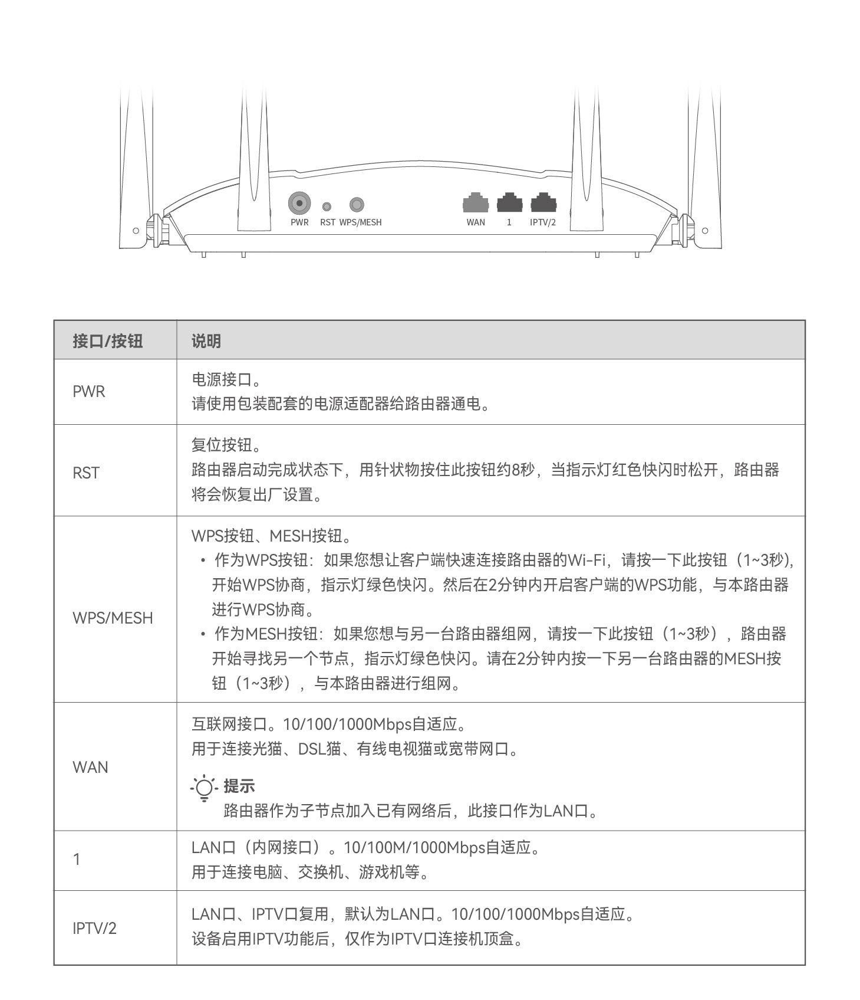 PWR RST WPS/MESH WAN 1 IPTV/2
接口/按钮 说明
PWR
电源接口。
请使用包装配套的电源适配器给路由器通电。
RST
复位按钮。
路由器启动完成状态下，用针状物按住此按钮约8秒，当指示灯红色快闪时松开，路由器
将会恢复出厂设置。
WPS/MESH
WPS按钮、MESH按钮。
• 作为WPS按钮：如果您想让客户端快速连接路由器的Wi-Fi，请按一下此按钮（1~3秒），
开始WPS协商，指示灯绿色快闪。然后在2分钟内开启客户端的WPS功能，与本路由器
进行WPS协商。
• 作为MESH按钮：如果您想与另一台路由器组网，请按一下此按钮（1~3秒），路由器
开始寻找另一个节点，指示灯绿色快闪。请在2分钟内按一下另一台路由器的MESH按
钮（1~3秒），与本路由器进行组网。
WAN
互联网接口。10/100/1000Mbps自适应。
用于连接光猫、DSL猫、有线电视猫或宽带网口。
提示
路由器作为子节点加入已有网络后，此接口作为LAN口。
1
LAN口（内网接口）。10/100M/1000Mbps自适应。
用于连接电脑、交换机、游戏机等。
IPTV/2
LAN口、IPTV口复用，默认为LAN口。10/100/1000Mbps自适应。
设备启用IPTV功能后，仅作为IPTV口连接机顶盒。